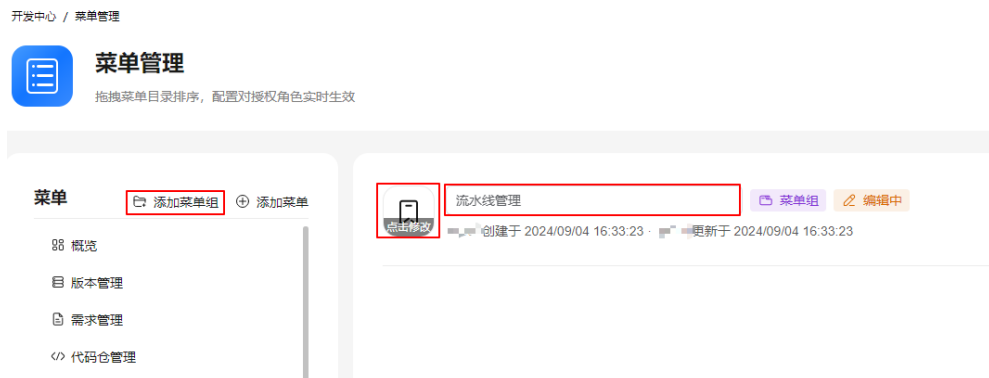 开发中心 / 菜单管理
菜单管理
拖拽菜单目录排序，配置对授权角色实时生效
菜单 添加菜单组 添加菜单
概览
版本管理
需求管理
代码仓管理
点击修改
流水线管理 菜单组 编辑中
创建于 2024/09/04 16:33:23 · 更新于 2024/09/04 16:33:23